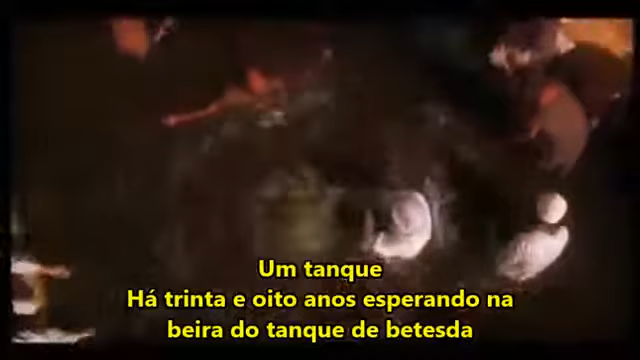 Um tanque
Há trinta e oito anos esperando na
beira do tanque de betesda